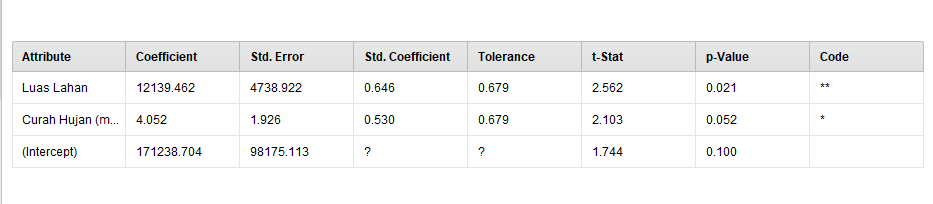 Attribute Coefficient Std. Error Std. Coefficient Tolerance t-Stat p-Value Code
Luas Lahan 12139.462 4738.922 0.646 0.679 2.562 0.021 **
Curah Hujan (m... 4.052 1.926 0.530 0.679 2.103 0.052 *
(Intercept) 171238.704 98175.113 ? ? 1.744 0.100